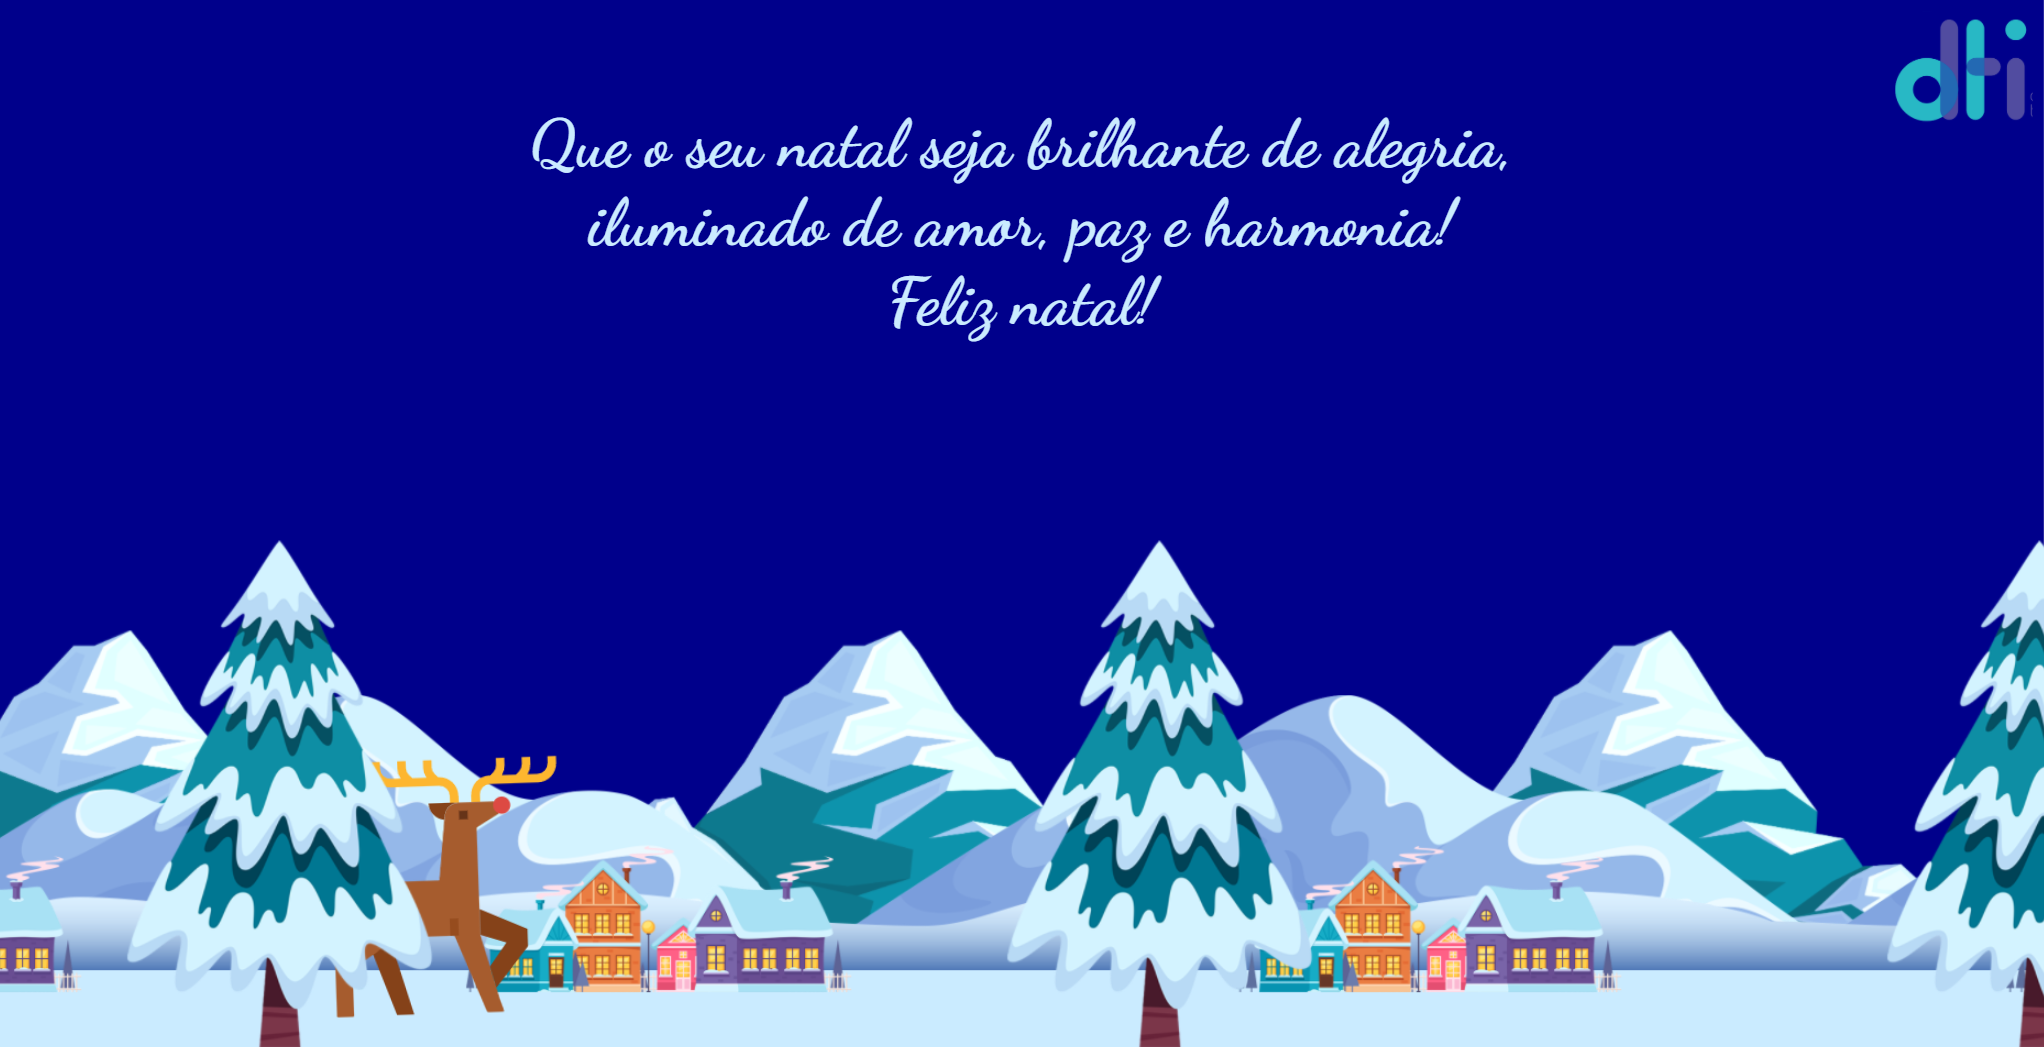 dti
Que o seu natal seja brilhante de alegria,
iluminado de amor, paz e harmonia!
Feliz natal!